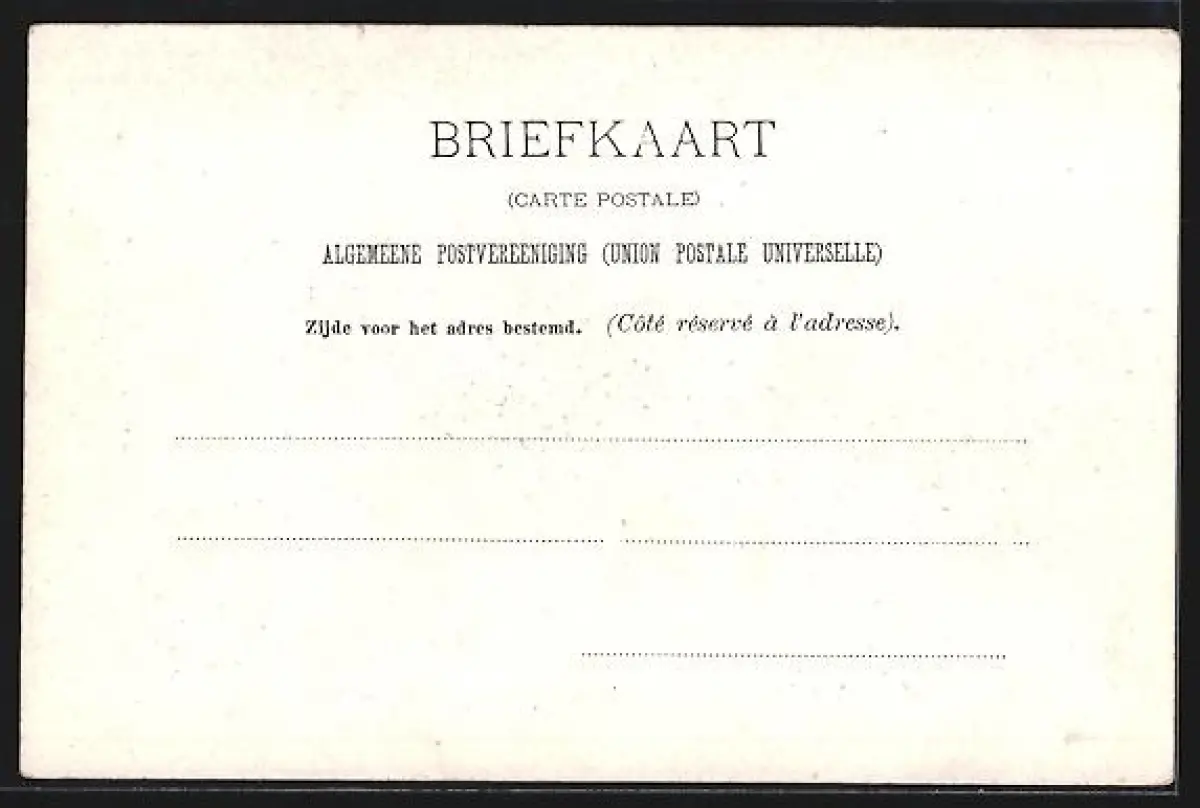 BRIEFKAART
(CARTE POSTALE)
ALGEMEENE POSTVEREENIGING (UNION POSTALE UNIVERSELLE)
Zijde voor het adres bestemd. (Côté réservé à l'adresse).